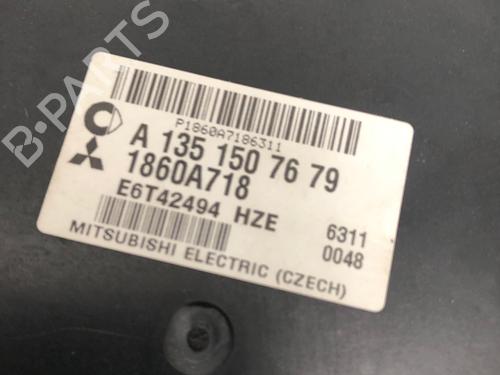 B-PARTS
P1860A7186311
A 135 150 76 79
1860A718
E6T42494 HZE
6311
0048
MITSUBISHI ELECTRIC (CZECH)